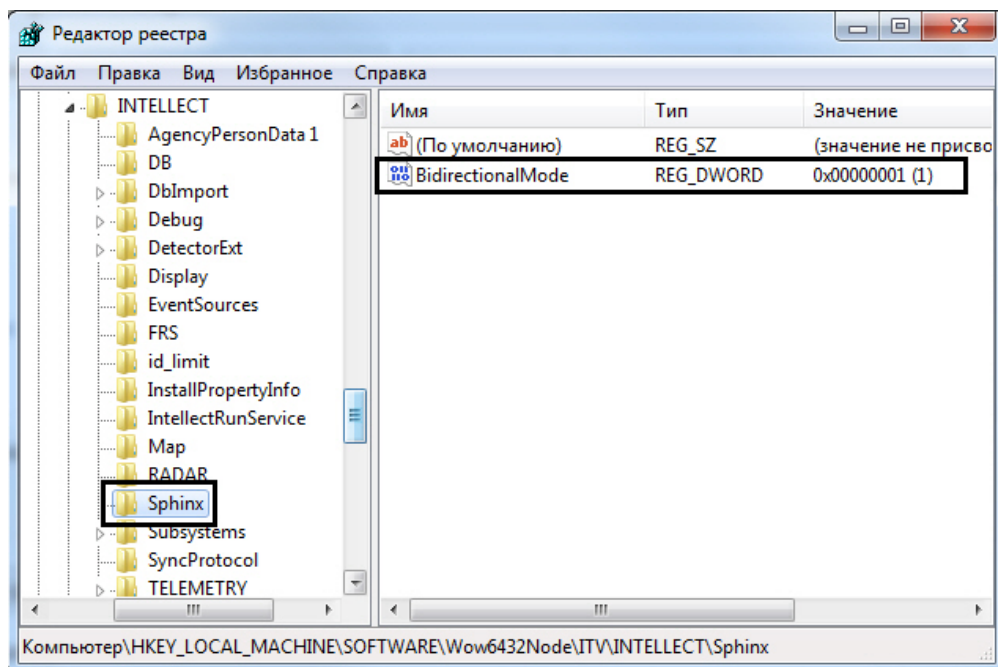 Редактор реестра
Файл Правка Вид Избранное Справка
INTELLECT
AgencyPersonData 1
DB
DbImport
Debug
DetectorExt
Display
EventSources
FRS
id_limit
InstallPropertyInfo
IntellectRunService
Map
RADAR
Sphinx
Subsystems
SyncProtocol
TELEMETRY
Имя Тип Значение
(По умолчанию) REG_SZ (значение не присво
BidirectionalMode REG_DWORD 0x00000001 (1)
Компьютер\HKEY_LOCAL_MACHINE\SOFTWARE\Wow6432Node\ITV\INTELLECT\Sphinx